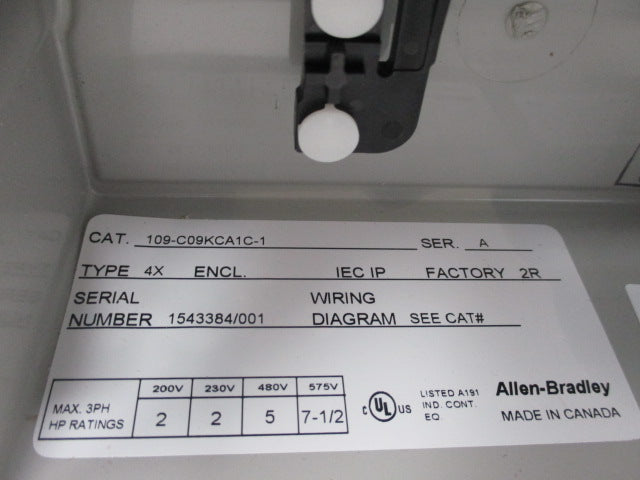 CAT. 109-C09KCA1C-1 SER. A
TYPE 4X ENCL. IEC IP FACTORY 2R
SERIAL WIRING
NUMBER 1543384/001 DIAGRAM SEE CAT#
200V 230V 480V 575V
MAX. 3PH
HP RATINGS 2 2 5 7-1/2
C UL US
LISTED A191
IND. CONT.
EQ.
Allen-Bradley
MADE IN CANADA